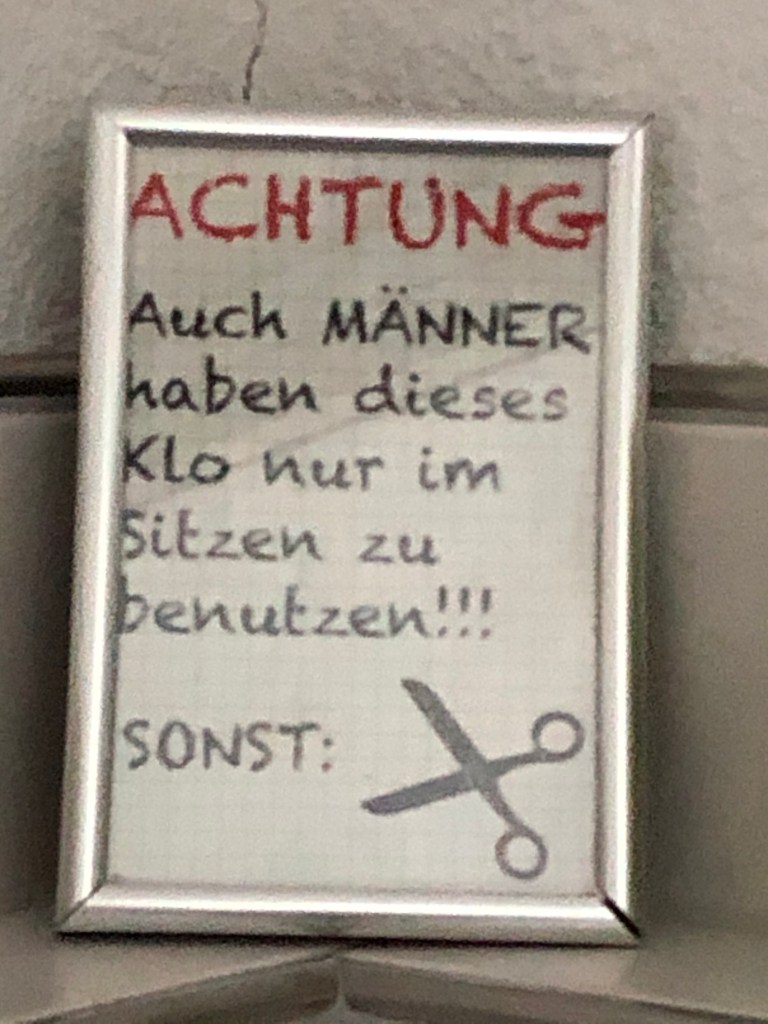 ACHTUNG
Auch MÄNNER
haben dieses
Klo nur im
Sitzen zu
benutzen!!!
SONST: